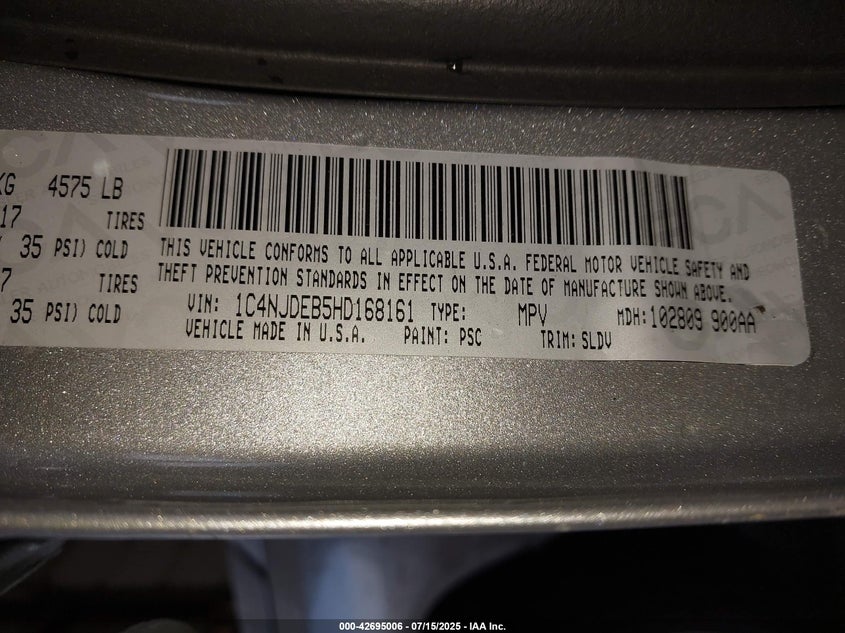 KG 4575 LB
17 TIRES
35 PSI) COLD
7 TIRES
35 PSI) COLD
THIS VEHICLE CONFORMS TO ALL APPLICABLE U.S.A. FEDERAL MOTOR VEHICLE SAFETY AND
THEFT PREVENTION STANDARDS IN EFFECT ON THE DATE OF MANUFACTURE SHOWN ABOVE.
VIN: 1C4NJDEB5HD168161 TYPE: MPV MDH: 102809 900AA
VEHICLE MADE IN U.S.A. PAINT: PSC TRIM: SLDV
000-42695006 - 07/15/2025 - IAA Inc.